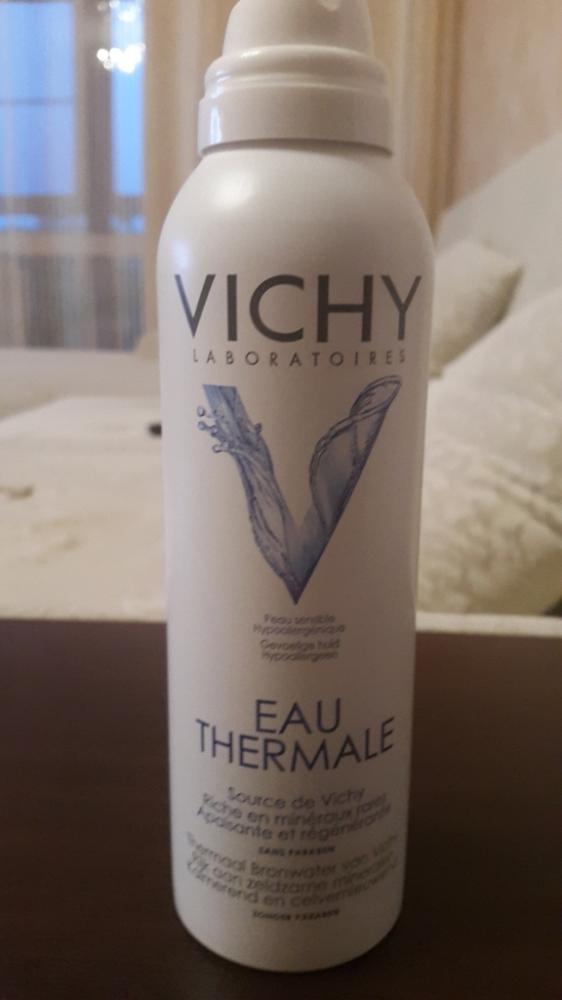 VICHY
LABORATOIRES
Peau sensible
Hypoallergénique
Gevoelige huid
Hypoallergeen
EAU
THERMALE
Source de Vichy
Riche en minéraux rares
Apaisante et régénérante
SANS PARABEN
Thermaal Bronwater van Vichy
Rijk aan zeldzame mineralen
Kalmerend en celvernieuwend
ZONDER PARABEN